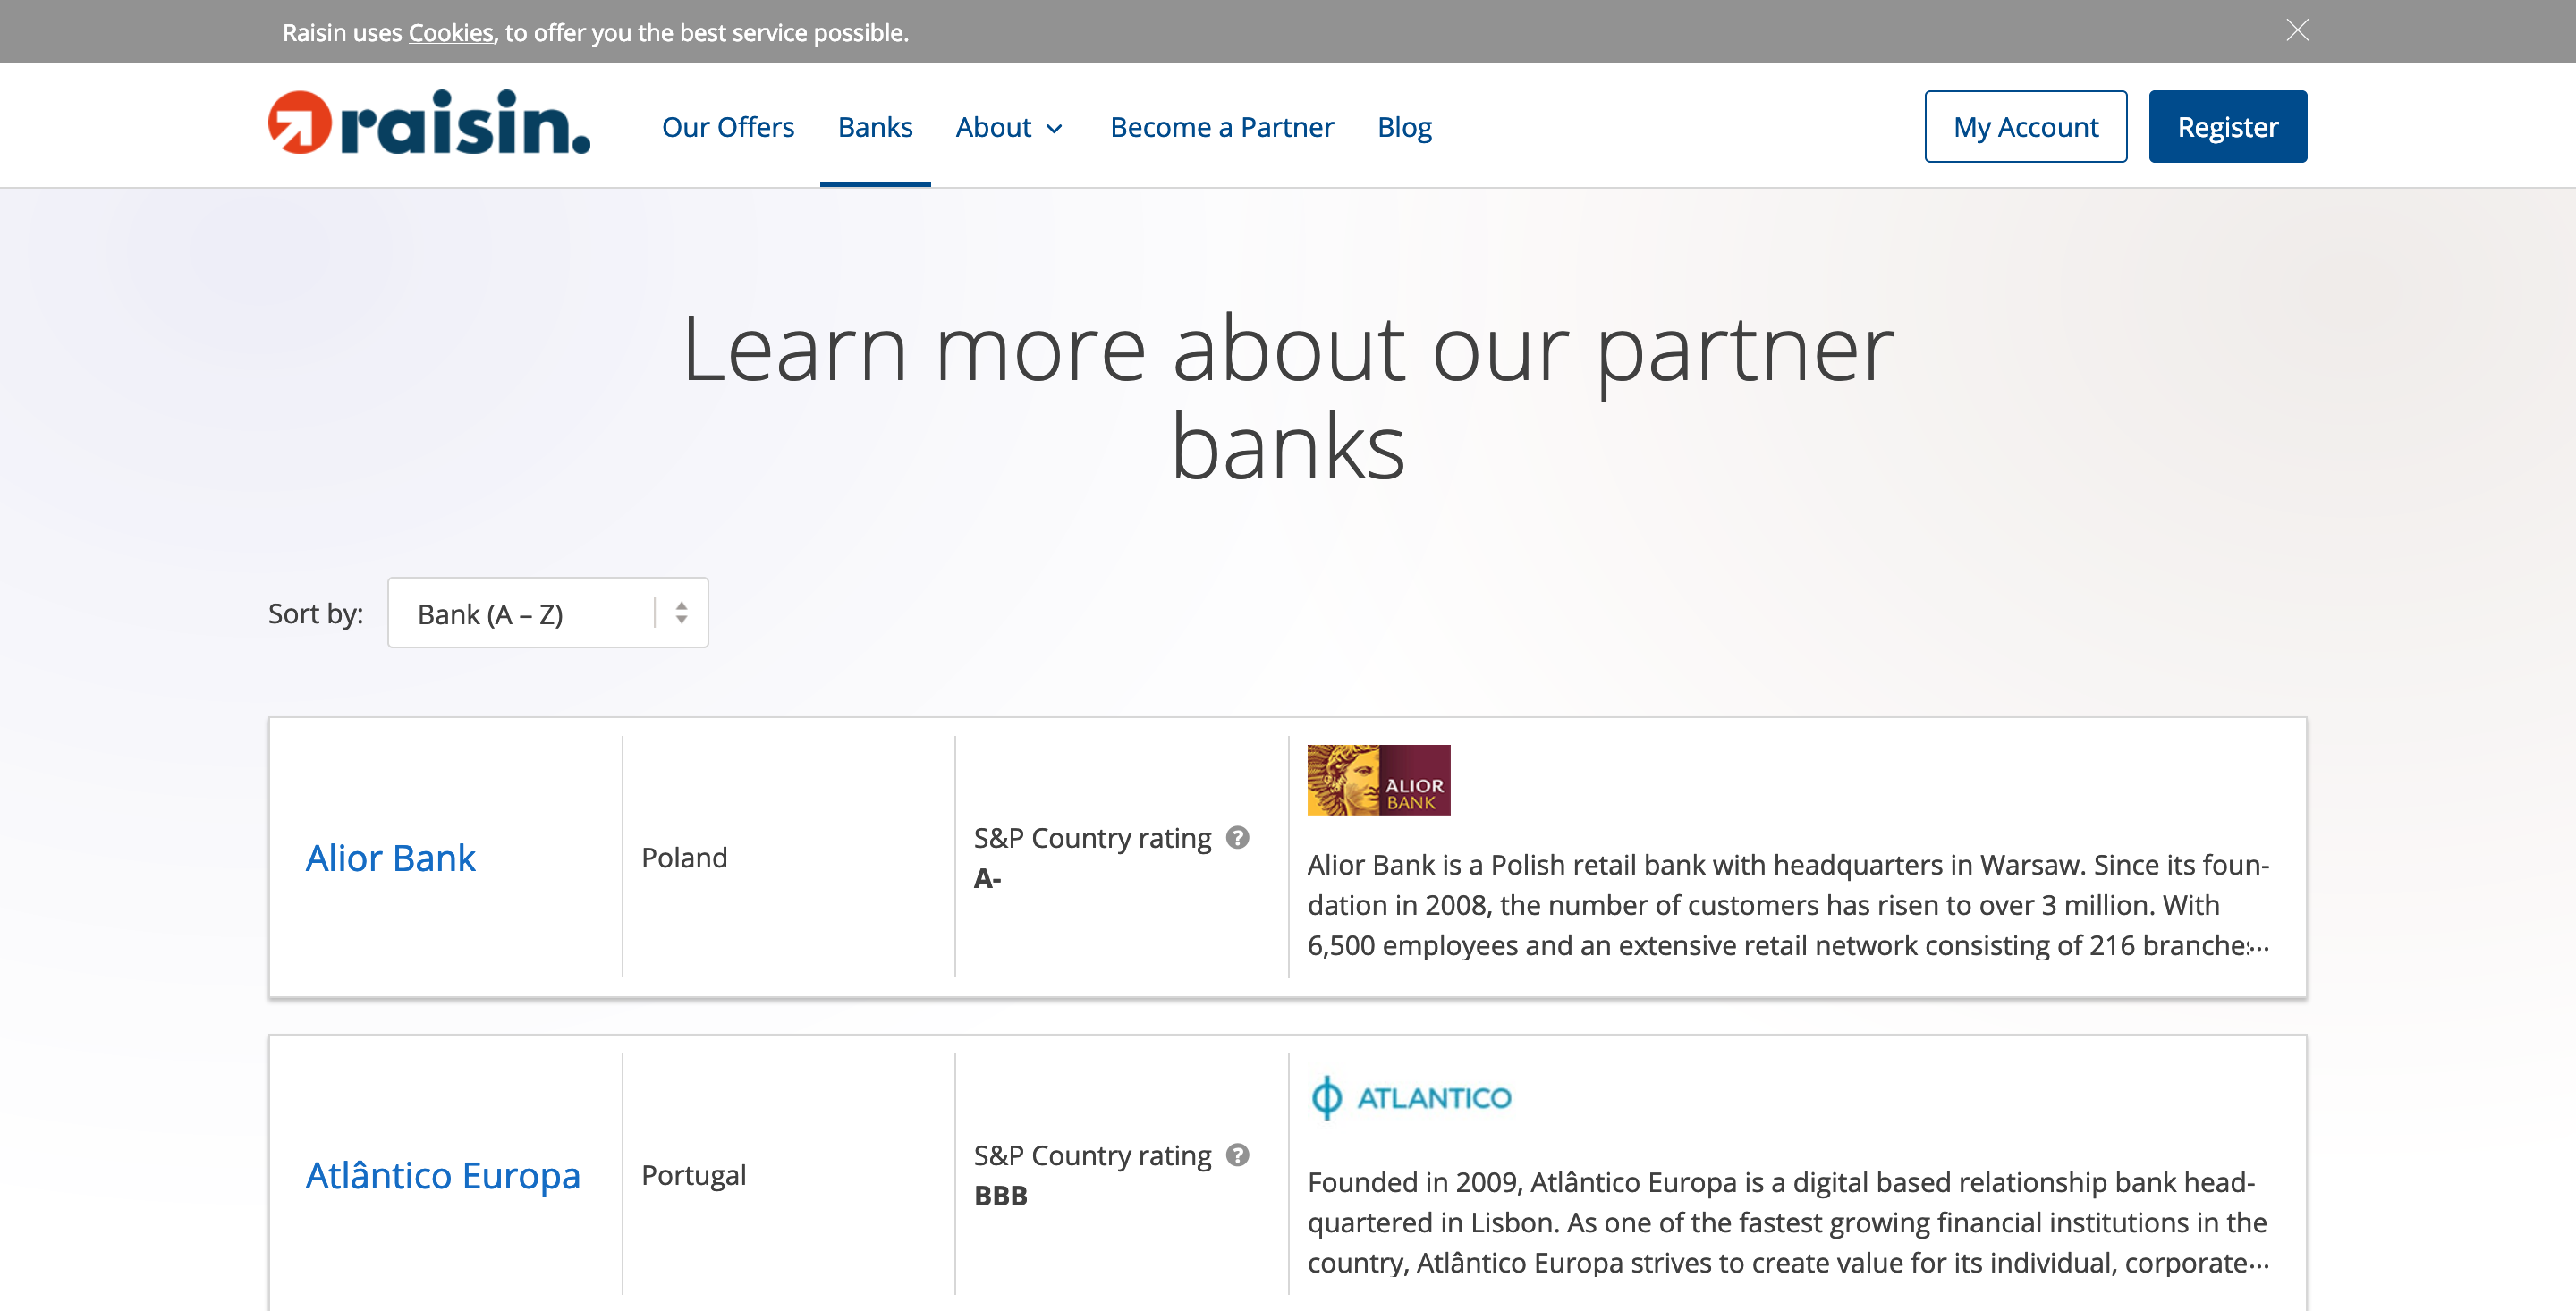 Raisin uses Cookies, to offer you the best service possible.
raisin.
Our Offers
Banks
About
Become a Partner
Blog
My Account
Register
Learn more about our partner
banks
Sort by:
Bank (A – Z)
Alior Bank
Poland
S&P Country rating ?
A-
ALIOR
BANK
Alior Bank is a Polish retail bank with headquarters in Warsaw. Since its foun-
dation in 2008, the number of customers has risen to over 3 million. With
6,500 employees and an extensive retail network consisting of 216 branches...
Atlântico Europa
Portugal
S&P Country rating ?
BBB
ATLANTICO
Founded in 2009, Atlântico Europa is a digital based relationship bank head-
quartered in Lisbon. As one of the fastest growing financial institutions in the
country, Atlântico Europa strives to create value for its individual, corporate...